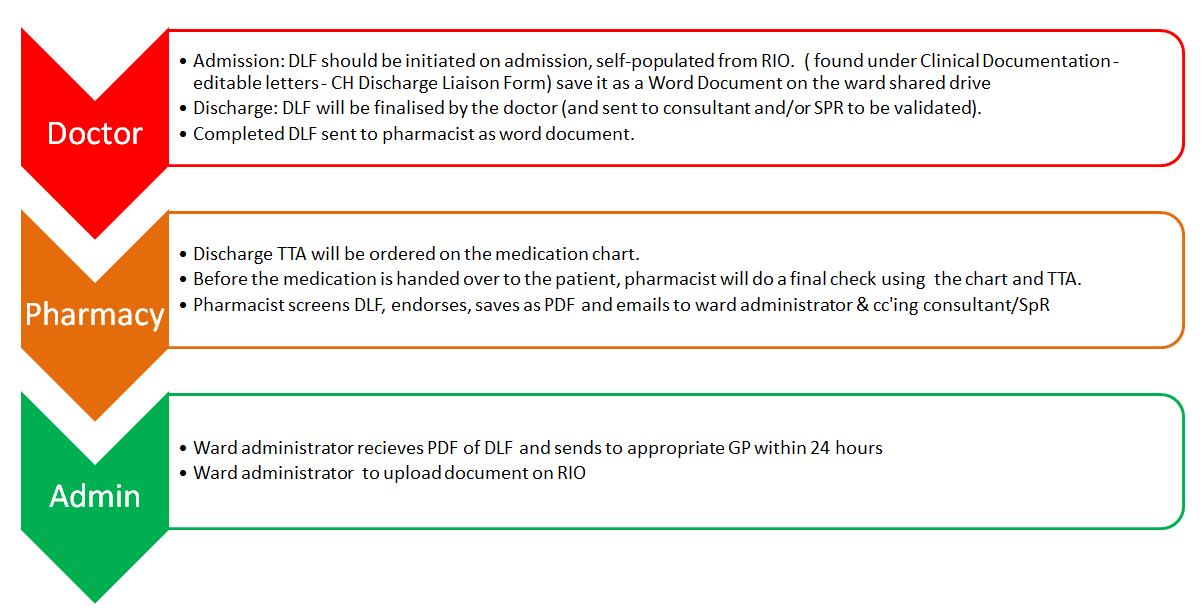 Doctor
• Admission: DLF should be initiated on admission, self-populated from RIO.  ( found under Clinical Documentation -
editable letters - CH Discharge Liaison Form) save it as a Word Document on the ward shared drive
• Discharge: DLF will be finalised by the doctor (and sent to consultant and/or SPR to be validated).
• Completed DLF sent to pharmacist as word document.
Pharmacy
• Discharge TTA will be ordered on the medication chart.
• Before the medication is handed over to the patient, pharmacist will do a final check using  the chart and TTA.
• Pharmacist screens DLF, endorses, saves as PDF  and emails to ward administrator & cc'ing consultant/SpR
Admin
• Ward administrator recieves PDF of DLF  and sends to appropriate GP within 24 hours
• Ward administrator  to upload document on RIO